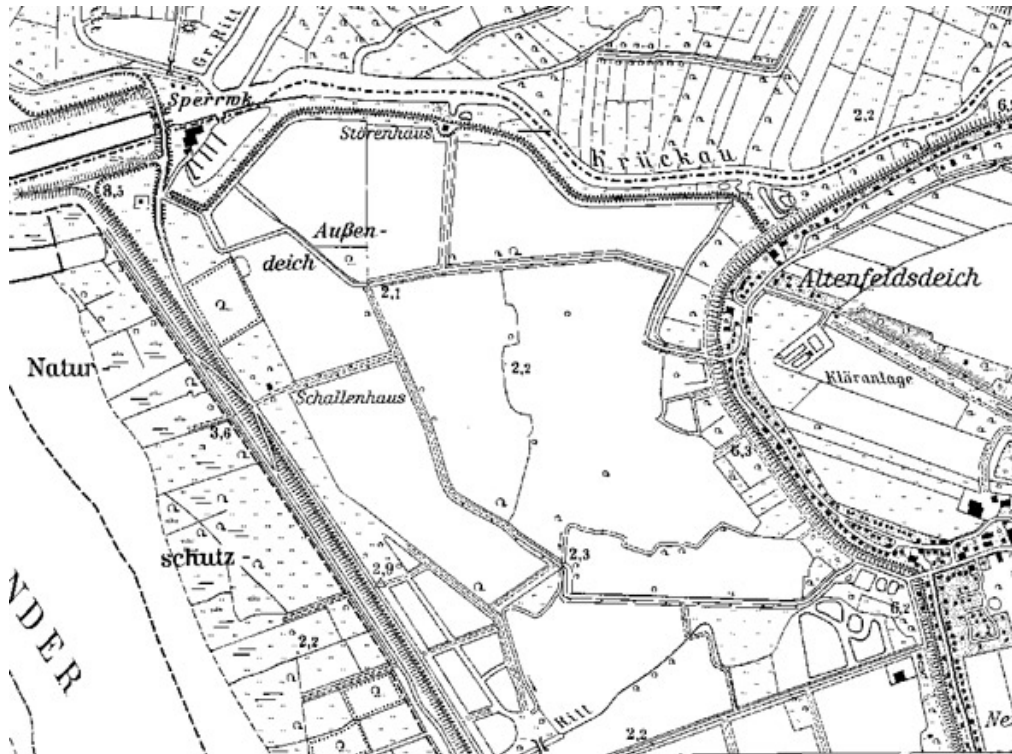 Gr. Ritt
Sperrwk.
Störenhaus
2,2
6,2
Krückau
8,5
Außen-
deich
2,1
Altenfeldsdeich
Natur-
2,2
Kläranlage
Schallenhaus
3,6
6,3
schutz-
2,9
2,3
NDER
2,2
6,2
Ritt
2,2
Ne